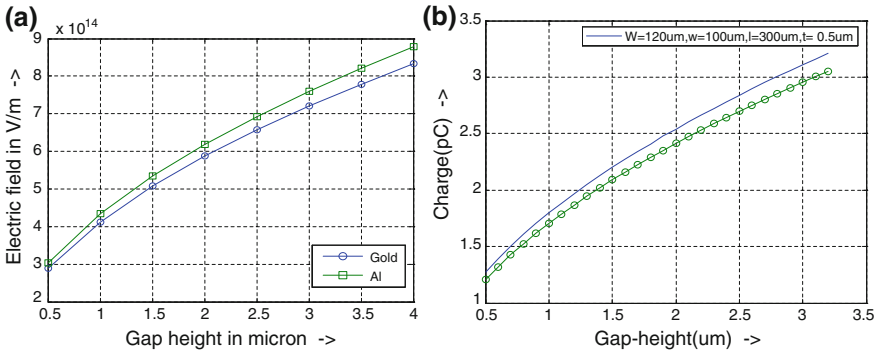 (a)
x 10^14
9
8
7
6
5
4
3
2
0.5 1 1.5 2 2.5 3 3.5 4
Electric field in V/m ->
Gap height in micron ->
Gold
Al
(b)
3.5
3
2.5
2
1.5
1
0.5 1 1.5 2 2.5 3 3.5
Charge(pC) ->
Gap-height(um) ->
W=120um,w=100um,l=300um,t= 0.5um